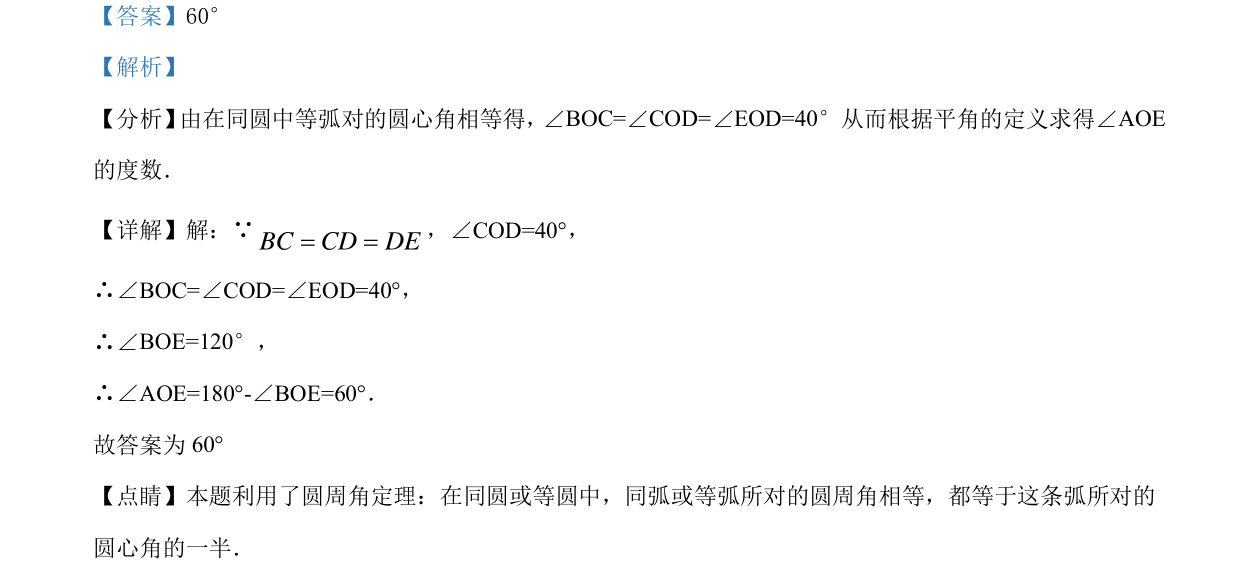 【答案】60°
【解析】
【分析】由在同圆中等弧对的圆心角相等得，∠BOC=∠COD=∠EOD=40°从而根据平角的定义求得∠AOE
的度数．
【详解】解：∵ BC = CD = DE ，∠COD=40°，
∴∠BOC=∠COD=∠EOD=40°，
∴∠BOE=120°，
∴∠AOE=180°-∠BOE=60°．
故答案为 60°
【点睛】本题利用了圆周角定理：在同圆或等圆中，同弧或等弧所对的圆周角相等，都等于这条弧所对的
圆心角的一半．